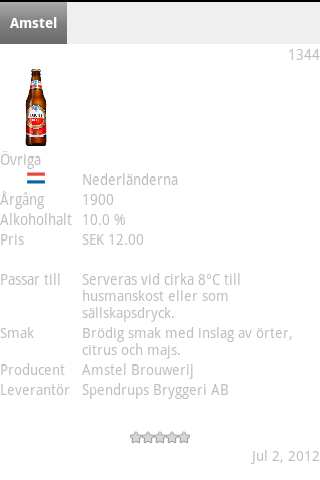 Amstel
1344
Övriga
Nederländerna
Årgång 1900
Alkoholhalt 10.0 %
Pris SEK 12.00
Passar till Serveras vid cirka 8°C till
husmanskost eller som
sällskapsdryck.
Smak Brödig smak med inslag av örter,
citrus och majs.
Producent Amstel Brouwerij
Leverantör Spendrups Bryggeri AB
Jul 2, 2012